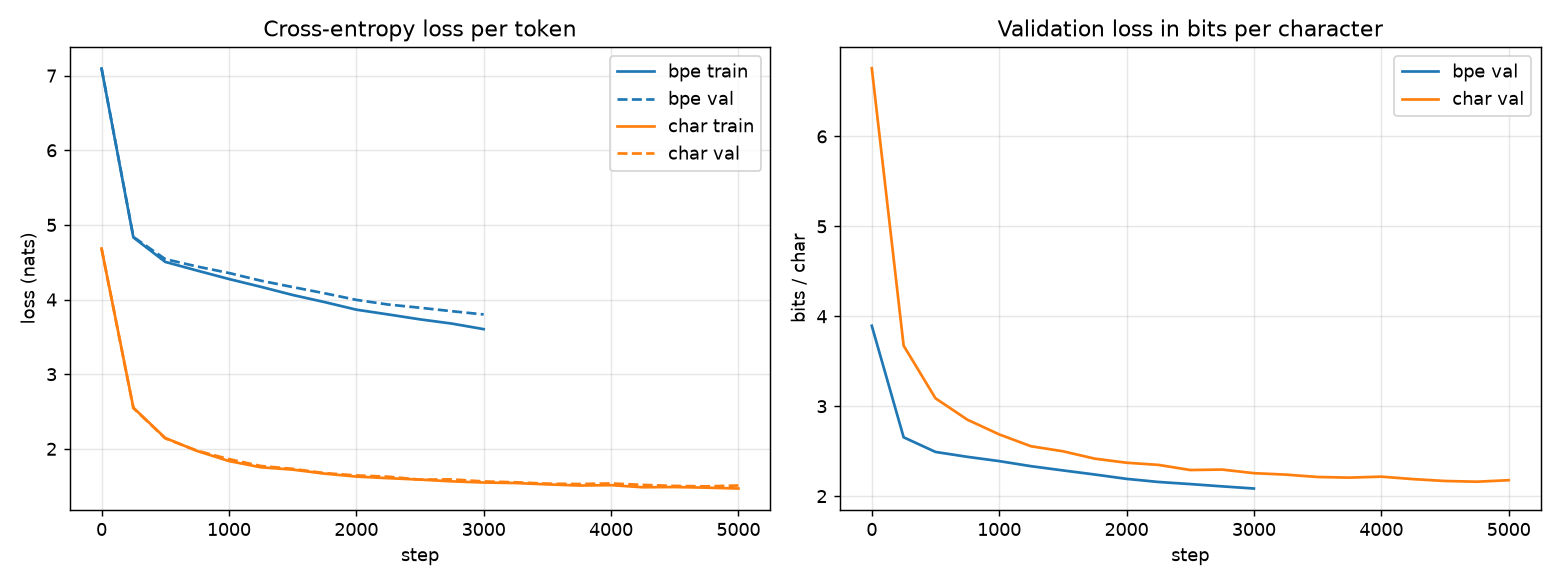 Cross-entropy loss per token
loss (nats)
7
6
5
4
3
2
bpe train
bpe val
char train
char val
0 1000 2000 3000 4000 5000
step
Validation loss in bits per character
bits / char
6
5
4
3
2
bpe val
char val
0 1000 2000 3000 4000 5000
step